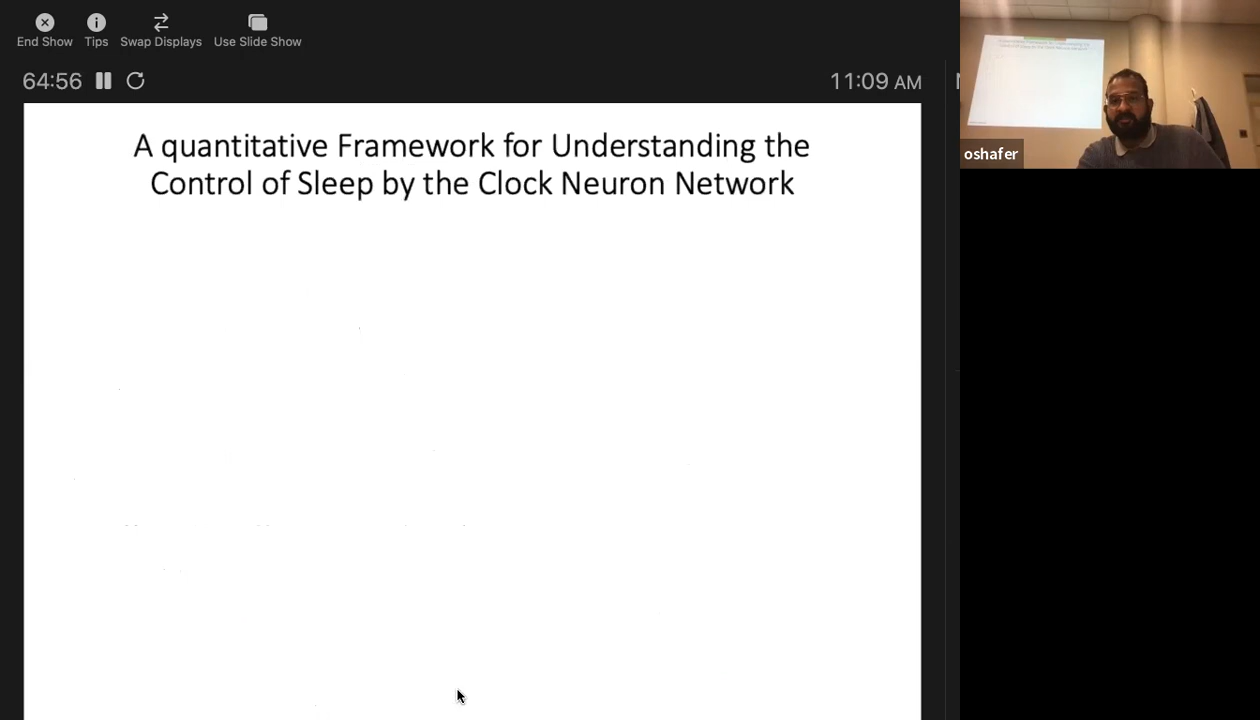 End Show Tips Swap Displays Use Slide Show
64:56 11:09 AM
A quantitative Framework for Understanding the
Control of Sleep by the Clock Neuron Network
oshafer